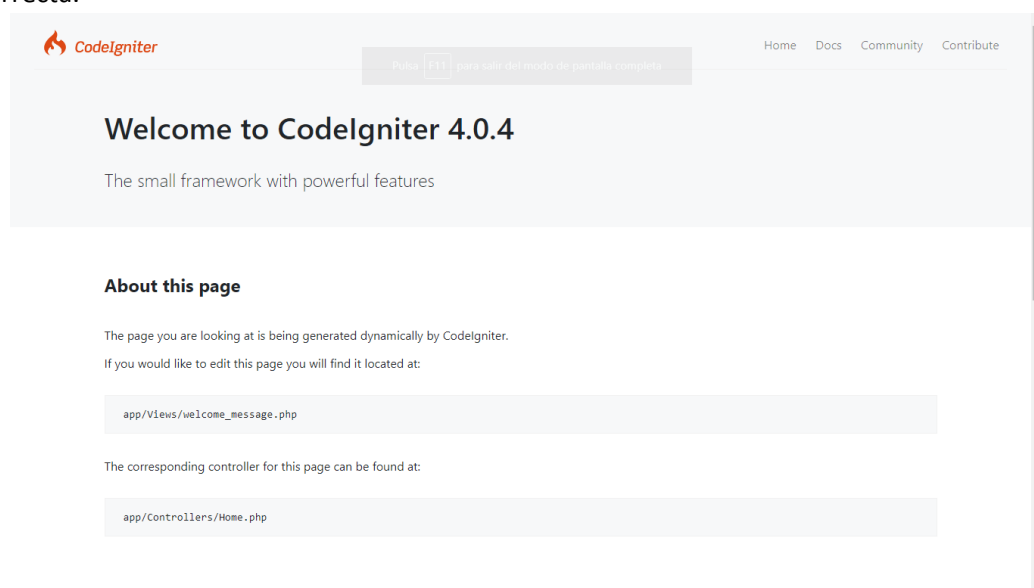 CodeIgniter
Home Docs Community Contribute
Pulsa F11 para salir del modo de pantalla completa
Welcome to CodeIgniter 4.0.4
The small framework with powerful features
About this page
The page you are looking at is being generated dynamically by CodeIgniter.
If you would like to edit this page you will find it located at:
app/Views/welcome_message.php
The corresponding controller for this page can be found at:
app/Controllers/Home.php